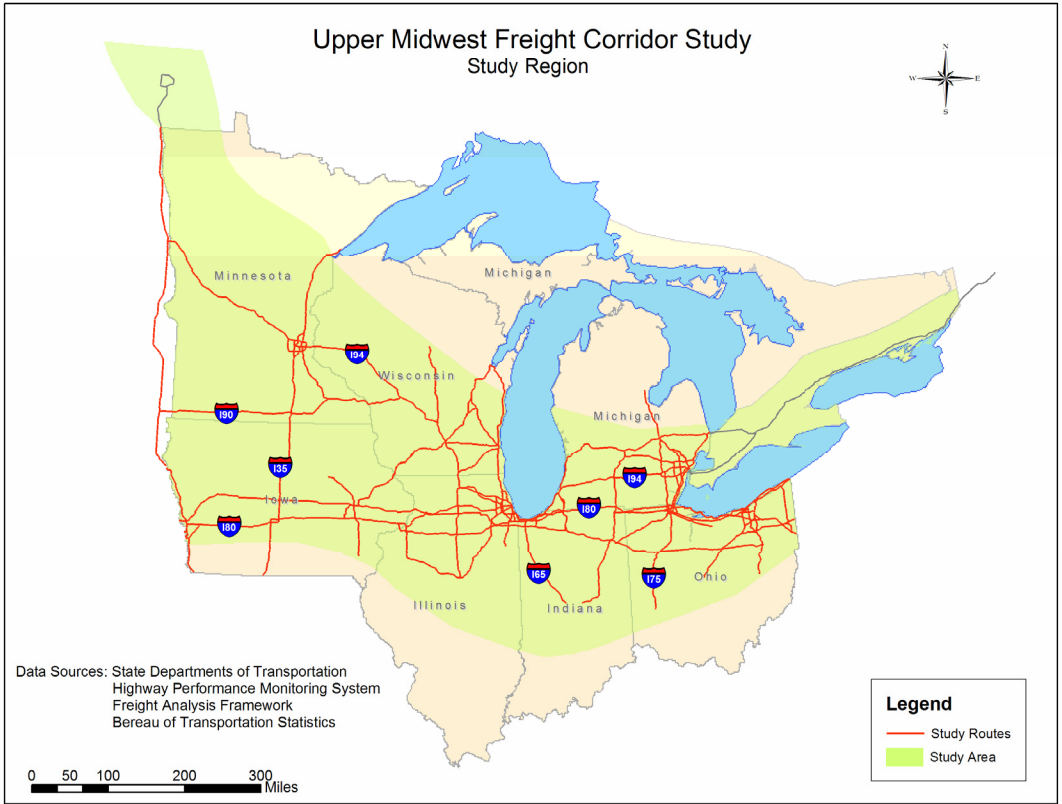 Upper Midwest Freight Corridor Study
Study Region
N
W E
S
Minnesota
Michigan
I94
Wisconsin
I90
Michigan
I35
I94
Iowa
I80
I80
I65
I75
Ohio
Illinois
Indiana
Data Sources: State Departments of Transportation
Highway Performance Monitoring System
Freight Analysis Framework
Bereau of Transportation Statistics
Legend
Study Routes
Study Area
0 50 100 200 300
Miles